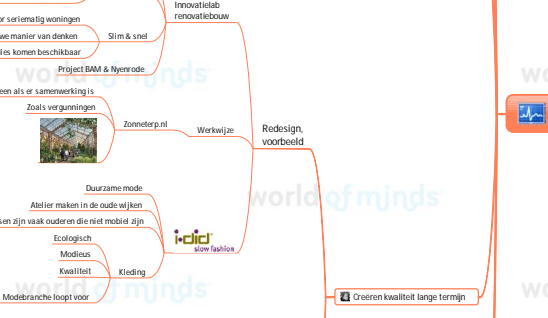 Innovatielab
renovatiebouw
or seriematig woningen
we manier van denken
Slim & snel
lies komen beschikbaar
Project BAM & Nyenrode
een als er samenwerking is
Zoals vergunningen
Zonneterp.nl
Werkwijze
Redesign,
voorbeeld
Duurzame mode
Atelier maken in de oude wijken
sen zijn vaak ouderen die niet mobiel zijn
i-did
slow fashion
Ecologisch
Modieus
Kwaliteit
Kleding
Modebranche loopt voor
Creëren kwaliteit lange termijn
world of minds
world of minds
world of minds
wo
wo